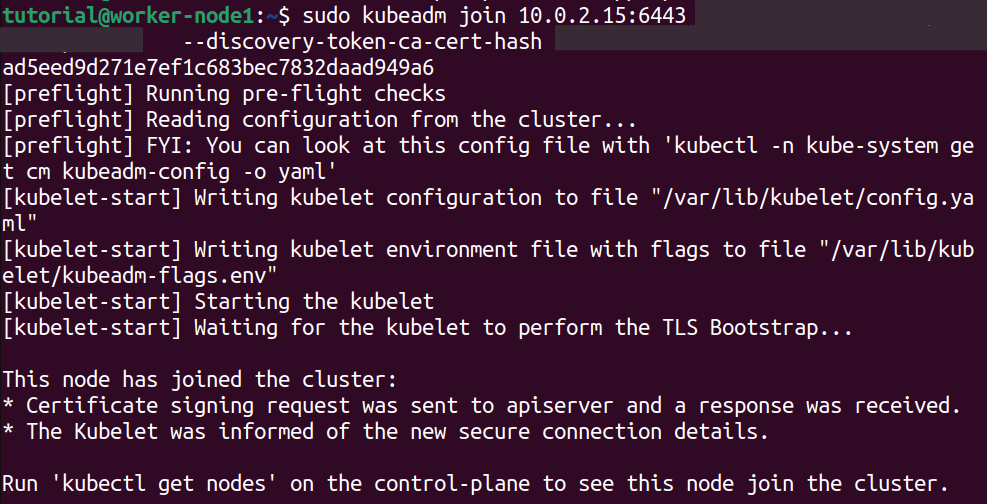 tutorial@worker-node1:~$ sudo kubeadm join 10.0.2.15:6443
--discovery-token-ca-cert-hash
ad5eed9d271e7ef1c683bec7832daad949a6
[preflight] Running pre-flight checks
[preflight] Reading configuration from the cluster...
[preflight] FYI: You can look at this config file with 'kubectl -n kube-system ge
t cm kubeadm-config -o yaml'
[kubelet-start] Writing kubelet configuration to file "/var/lib/kubelet/config.ya
ml"
[kubelet-start] Writing kubelet environment file with flags to file "/var/lib/kub
elet/kubeadm-flags.env"
[kubelet-start] Starting the kubelet
[kubelet-start] Waiting for the kubelet to perform the TLS Bootstrap...

This node has joined the cluster:
* Certificate signing request was sent to apiserver and a response was received.
* The Kubelet was informed of the new secure connection details.

Run 'kubectl get nodes' on the control-plane to see this node join the cluster.